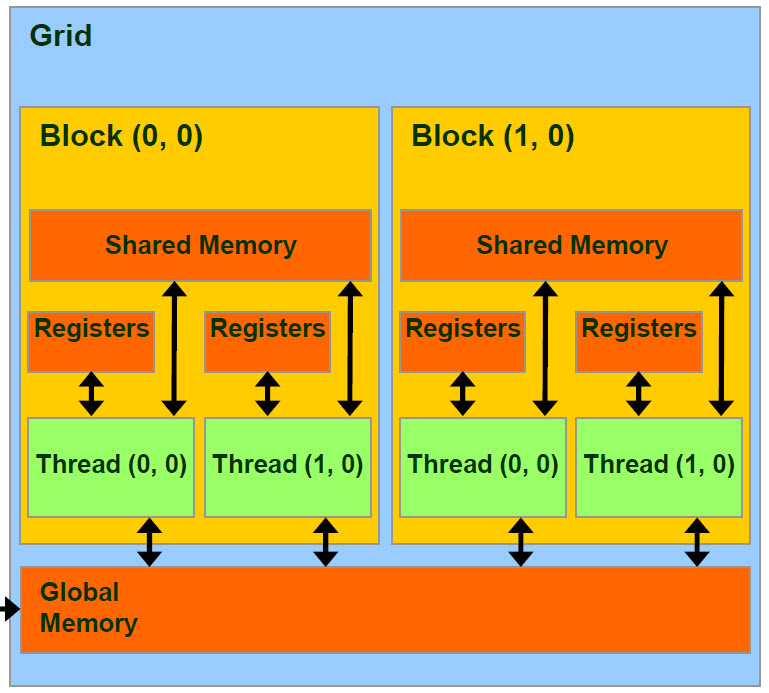 Grid
Block (0, 0)
Block (1, 0)
Shared Memory
Shared Memory
Registers
Registers
Registers
Registers
Thread (0, 0)
Thread (1, 0)
Thread (0, 0)
Thread (1, 0)
Global
Memory